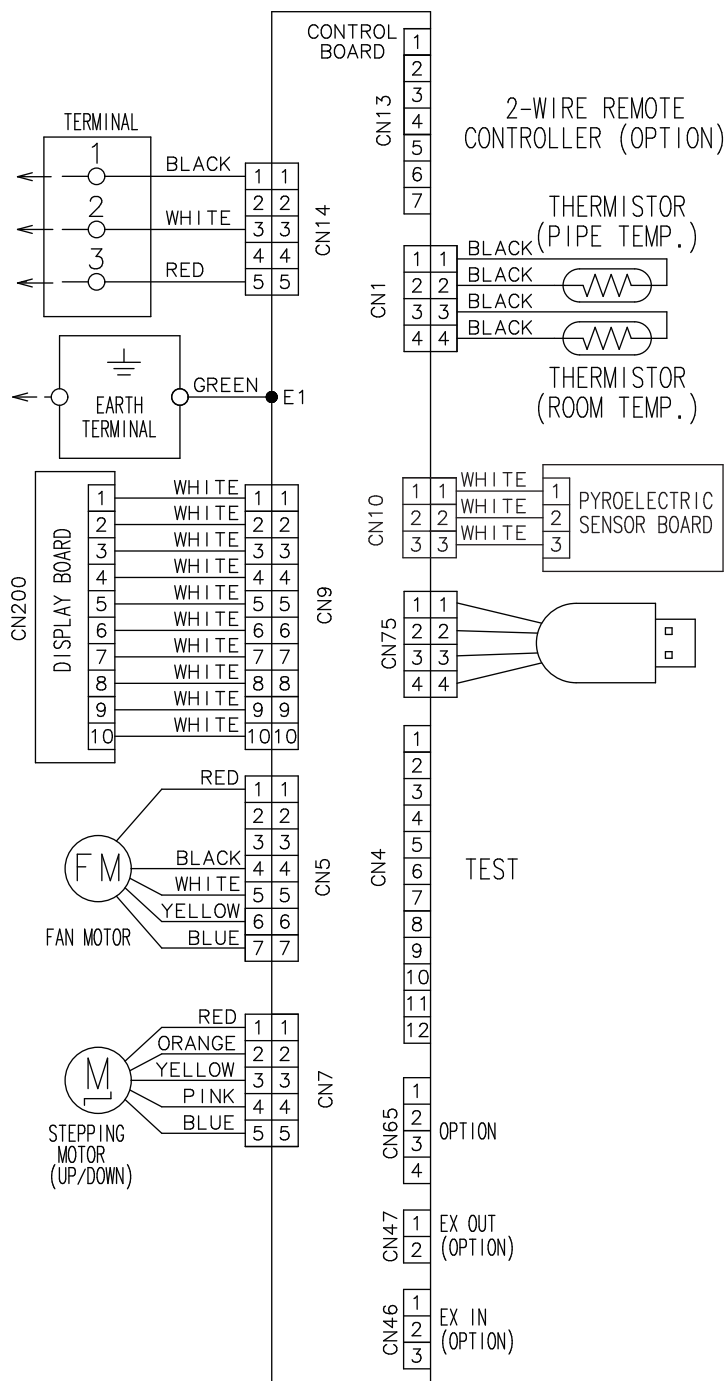 CONTROL
BOARD
CN13
1
2
3
4
5
6
7
2-WIRE REMOTE
CONTROLLER (OPTION)
TERMINAL
1
2
3
BLACK
WHITE
RED
1 1
2 2
3 3
4 4
5 5
CN14
THERMISTOR
(PIPE TEMP.)
CN1
1 1
2 2
3 3
4 4
BLACK
BLACK
BLACK
BLACK
THERMISTOR
(ROOM TEMP.)
EARTH
TERMINAL
GREEN
E1
CN200
DISPLAY BOARD
1
2
3
4
5
6
7
8
9
10
WHITE
WHITE
WHITE
WHITE
WHITE
WHITE
WHITE
WHITE
WHITE
WHITE
1 1
2 2
3 3
4 4
5 5
6 6
7 7
8 8
9 9
10 10
CN9
CN10
1 1
2 2
3 3
WHITE
WHITE
WHITE
1
2
3
PYROELECTRIC
SENSOR BOARD
CN75
1 1
2 2
3 3
4 4
FM
FAN MOTOR
RED
BLACK
WHITE
YELLOW
BLUE
1 1
2 2
3 3
4 4
5 5
6 6
7 7
CN5
CN4
1
2
3
4
5
6
7
8
9
10
11
12
TEST
M
STEPPING
MOTOR
(UP/DOWN)
RED
ORANGE
YELLOW
PINK
BLUE
1 1
2 2
3 3
4 4
5 5
CN7
CN65
1
2
3
4
OPTION
CN47
1
2
EX OUT
(OPTION)
CN46
1
2
3
EX IN
(OPTION)